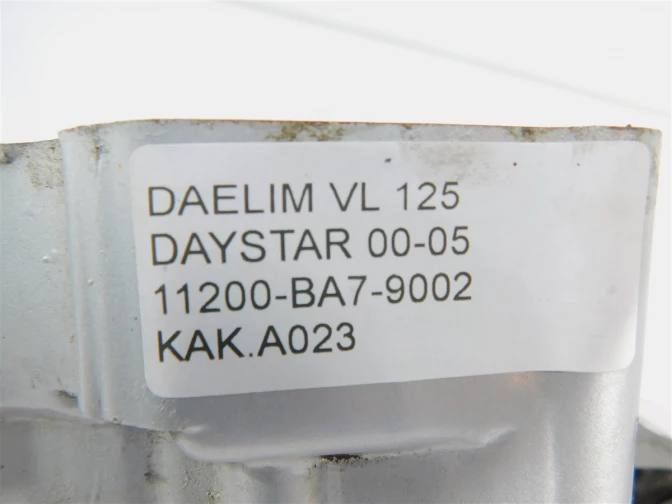 DAELIM VL 125
DAYSTAR 00-05
11200-BA7-9002
KAK.A023